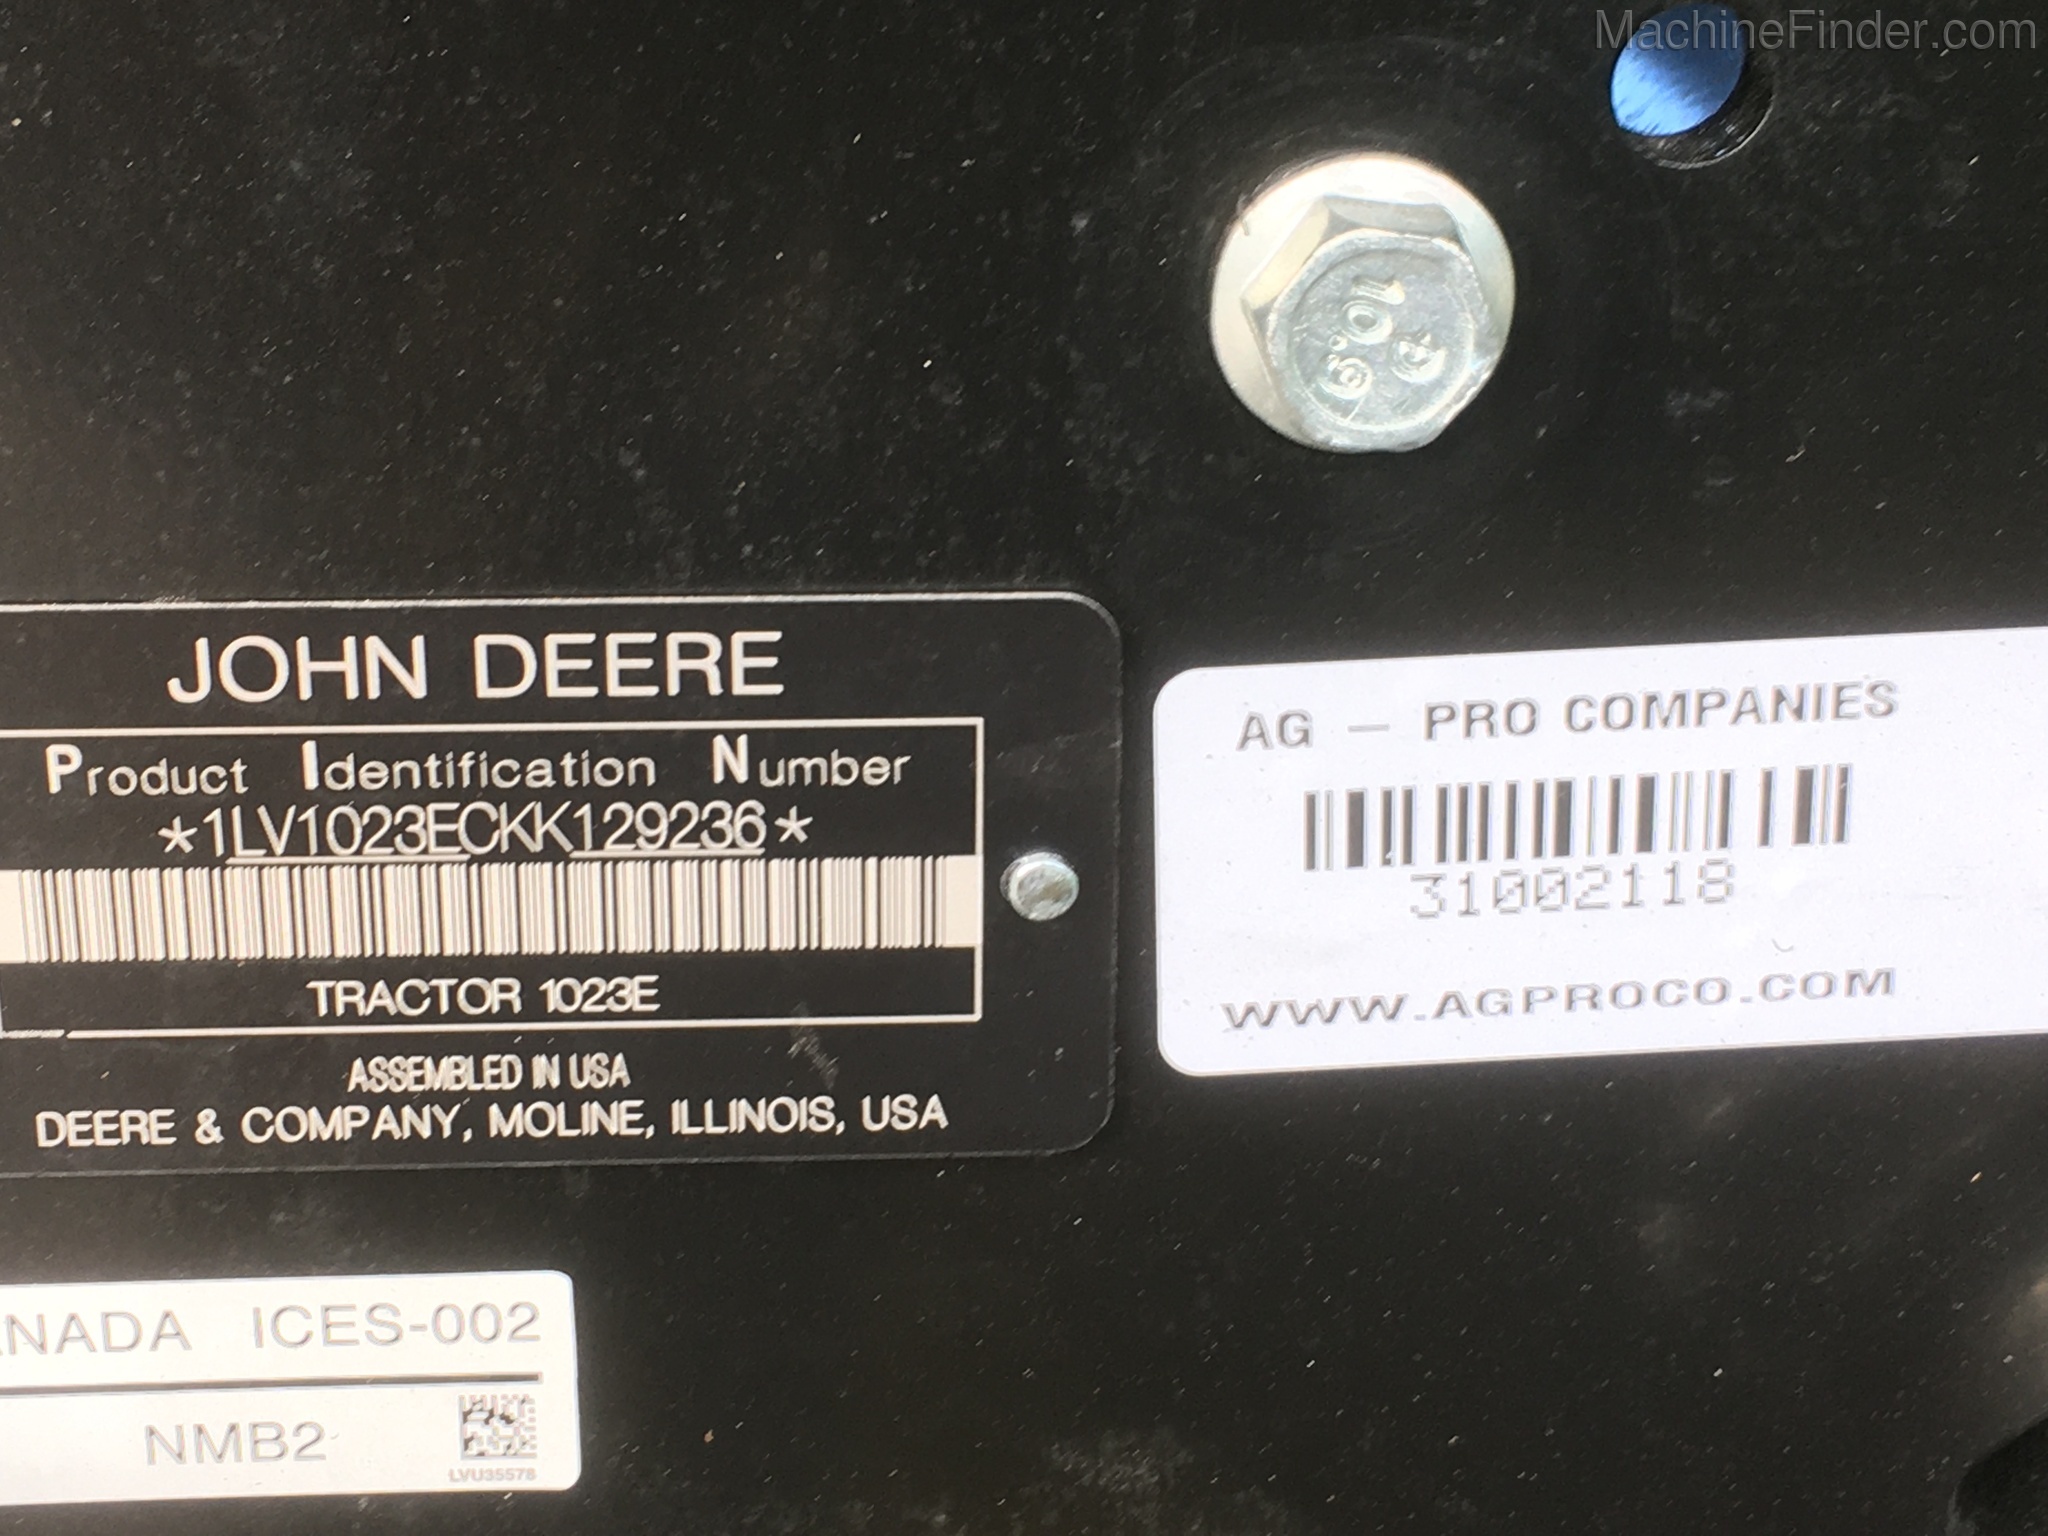 MachineFinder.com
10.9
JOHN DEERE
Product Identification Number
*1LV1023ECKK129236*
TRACTOR 1023E
ASSEMBLED IN USA
DEERE & COMPANY, MOLINE, ILLINOIS, USA
AG – PRO COMPANIES
31002118
WWW.AGPROCO.COM
ANADA ICES-002
NMB2
LVU35578